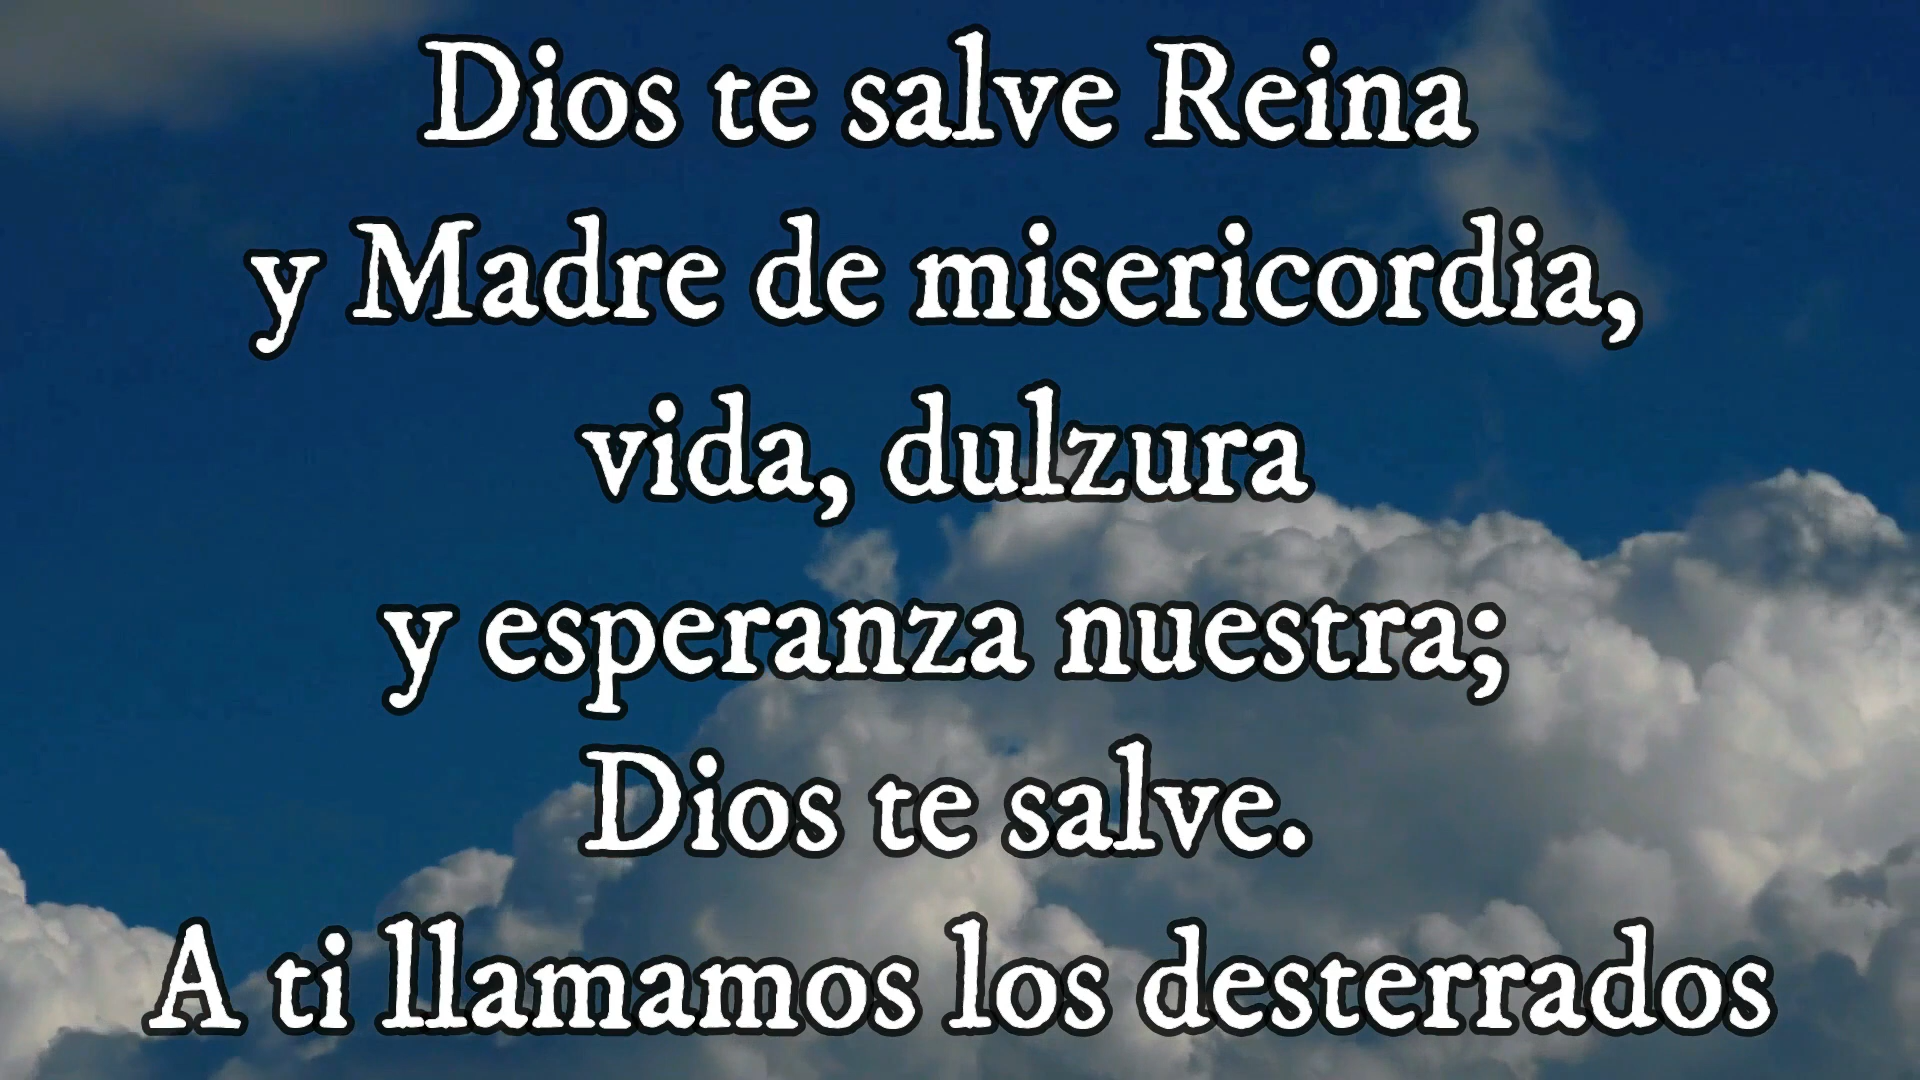 Dios te salve Reina
y Madre de misericordia,
vida, dulzura
y esperanza nuestra;
Dios te salve.
A ti llamamos los desterrados